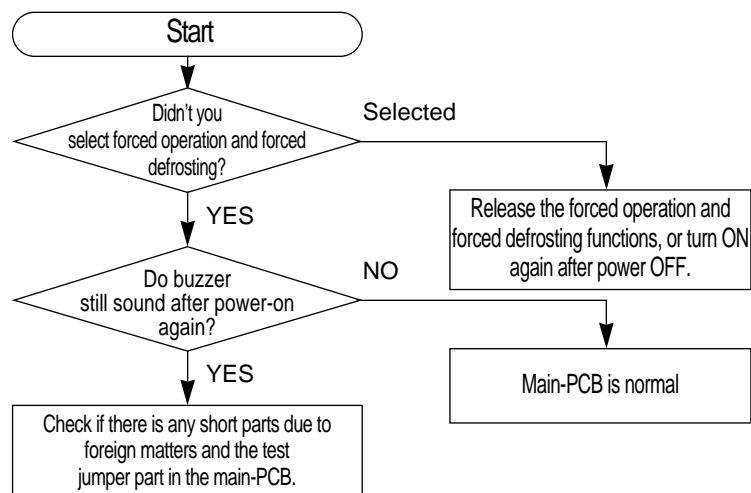 Start
Didn't you
select forced operation and forced
defrosting?
Selected
Release the forced operation and
forced defrosting functions, or turn ON
again after power OFF.
YES
Do buzzer
still sound after power-on
again?
NO
Main-PCB is normal
YES
Check if there is any short parts due to
foreign matters and the test
jumper part in the main-PCB.